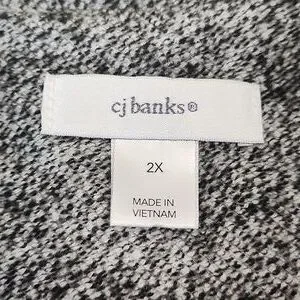 cj banks®
2X
MADE IN
VIETNAM